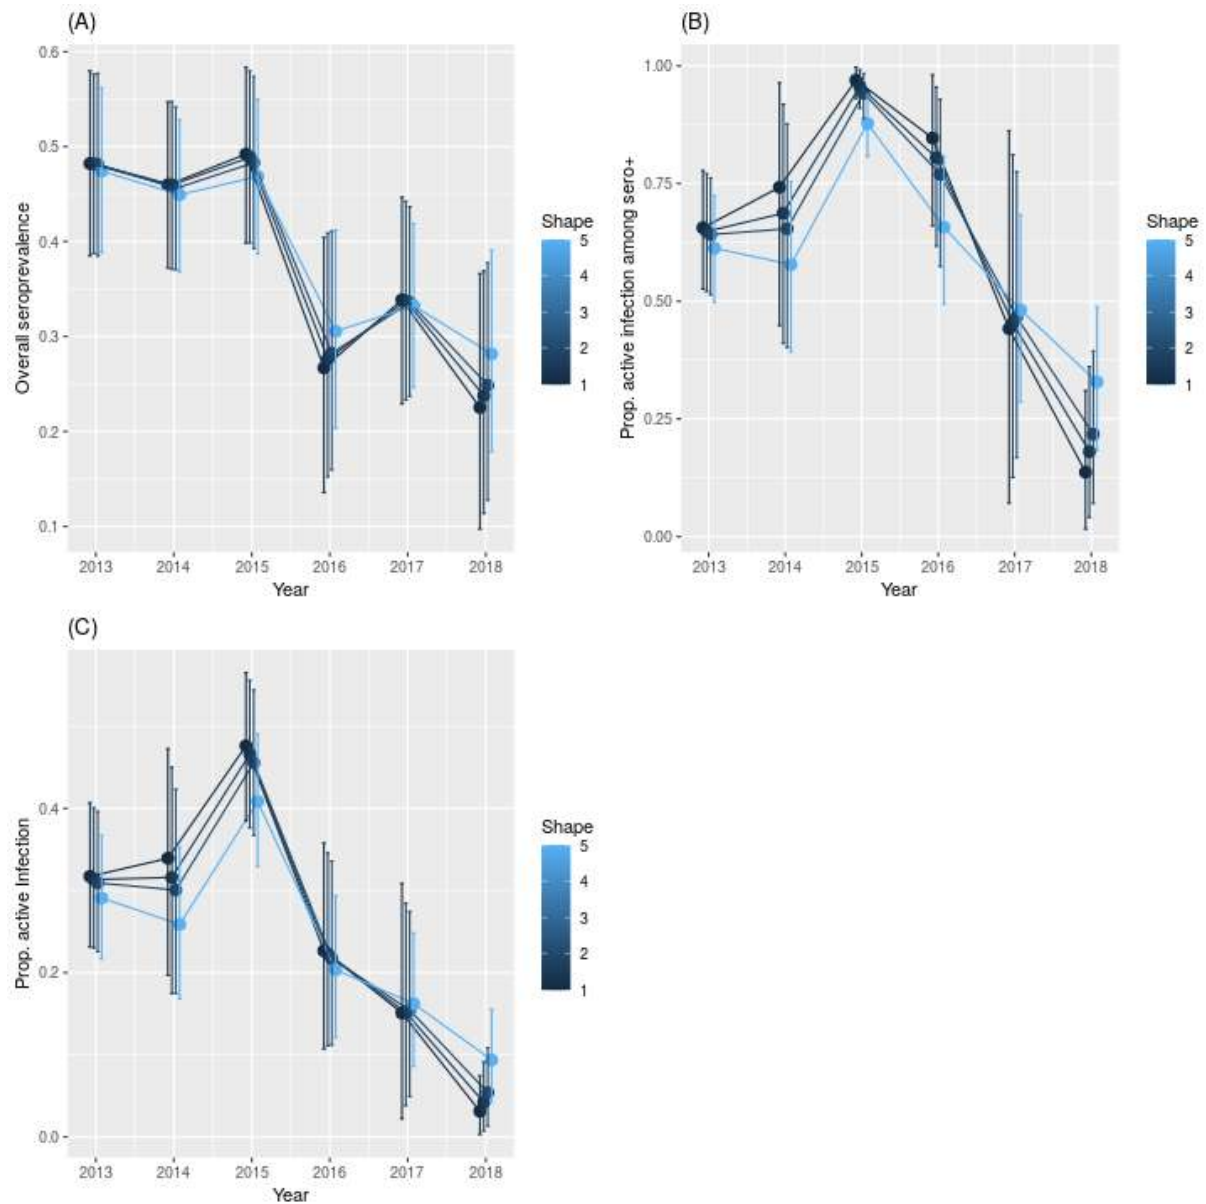 (A)
Overall seroprevalence
0.6
0.5
0.4
0.3
0.2
0.1
2013 2014 2015 2016 2017 2018
Year
Shape
5
4
3
2
1
(B)
Prop. active infection among sero+
1.00
0.75
0.50
0.25
0.00
2013 2014 2015 2016 2017 2018
Year
Shape
5
4
3
2
1
(C)
Prop. active Infection
0.4
0.2
0.0
2013 2014 2015 2016 2017 2018
Year
Shape
5
4
3
2
1